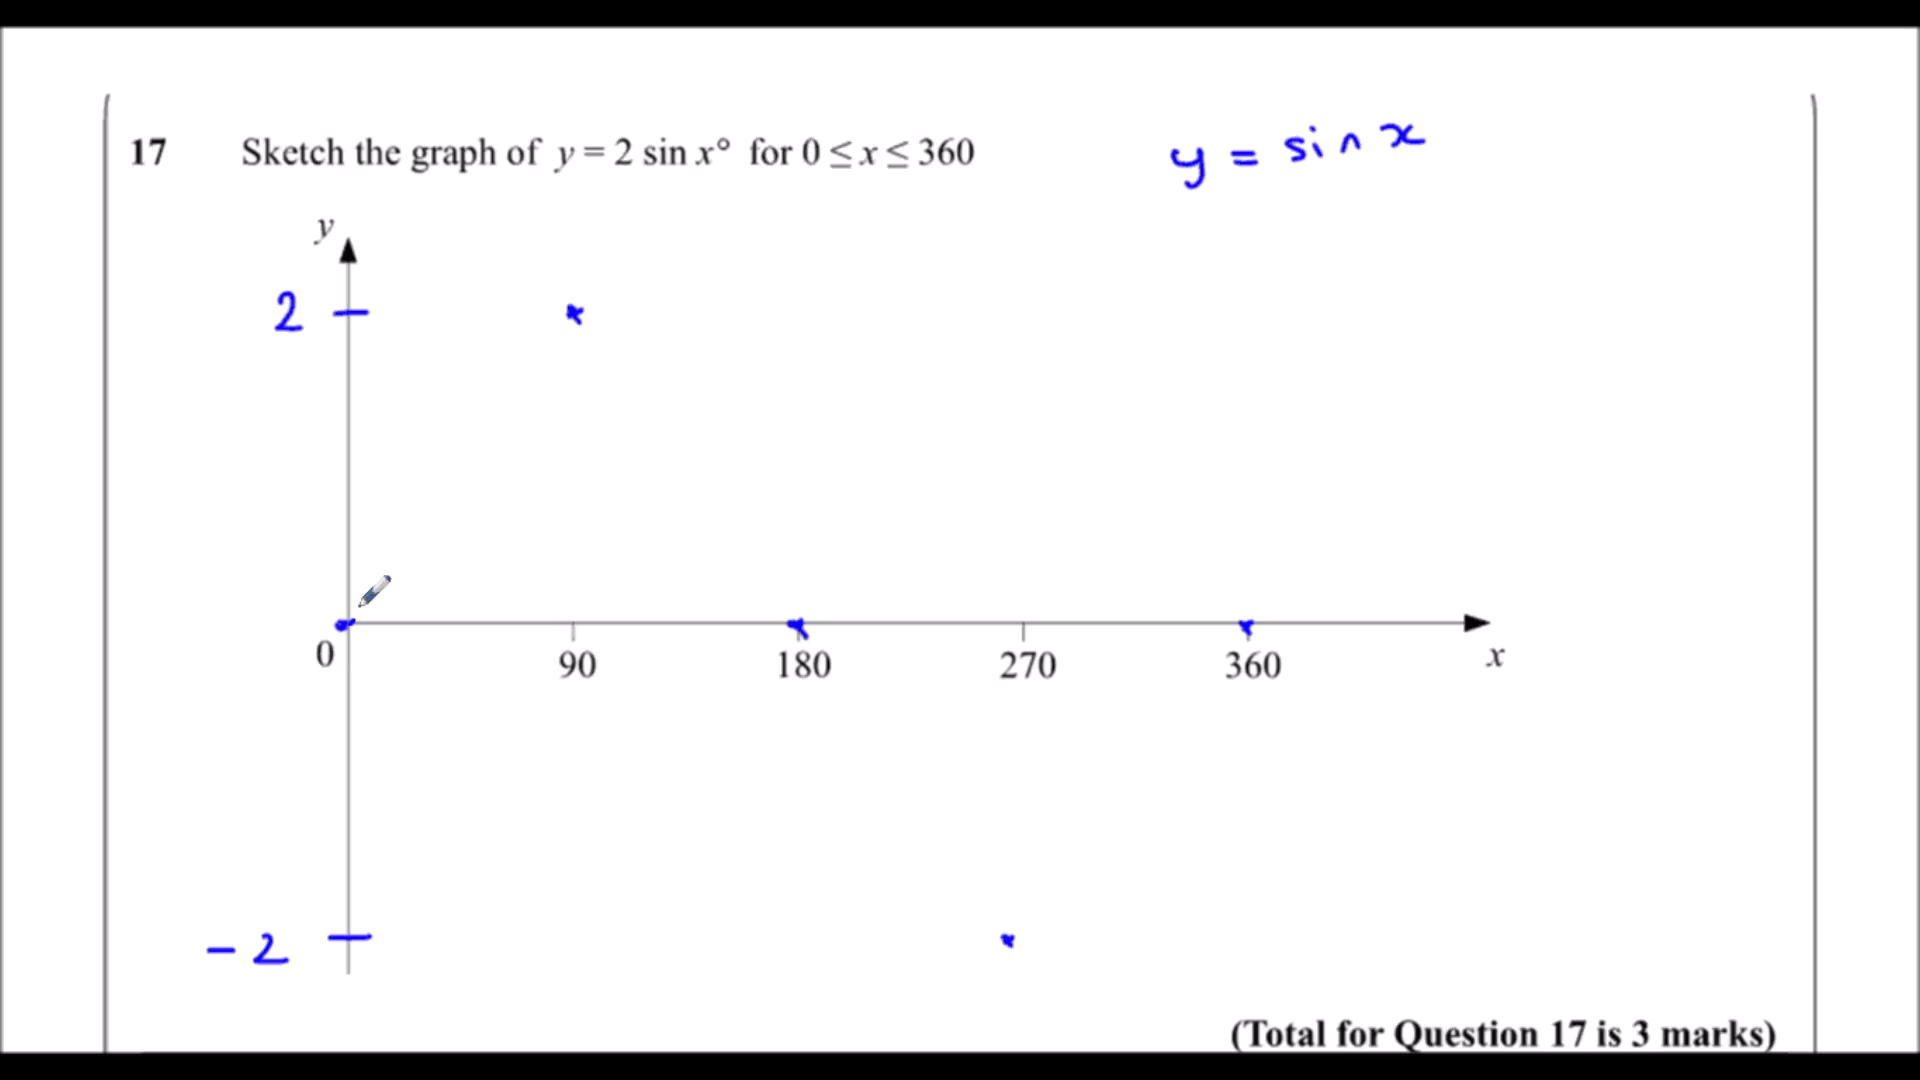 17 Sketch the graph of y = 2 sin x° for 0 ≤ x ≤ 360
y = sin x
y
2
0 90 180 270 360 x
- 2
(Total for Question 17 is 3 marks)